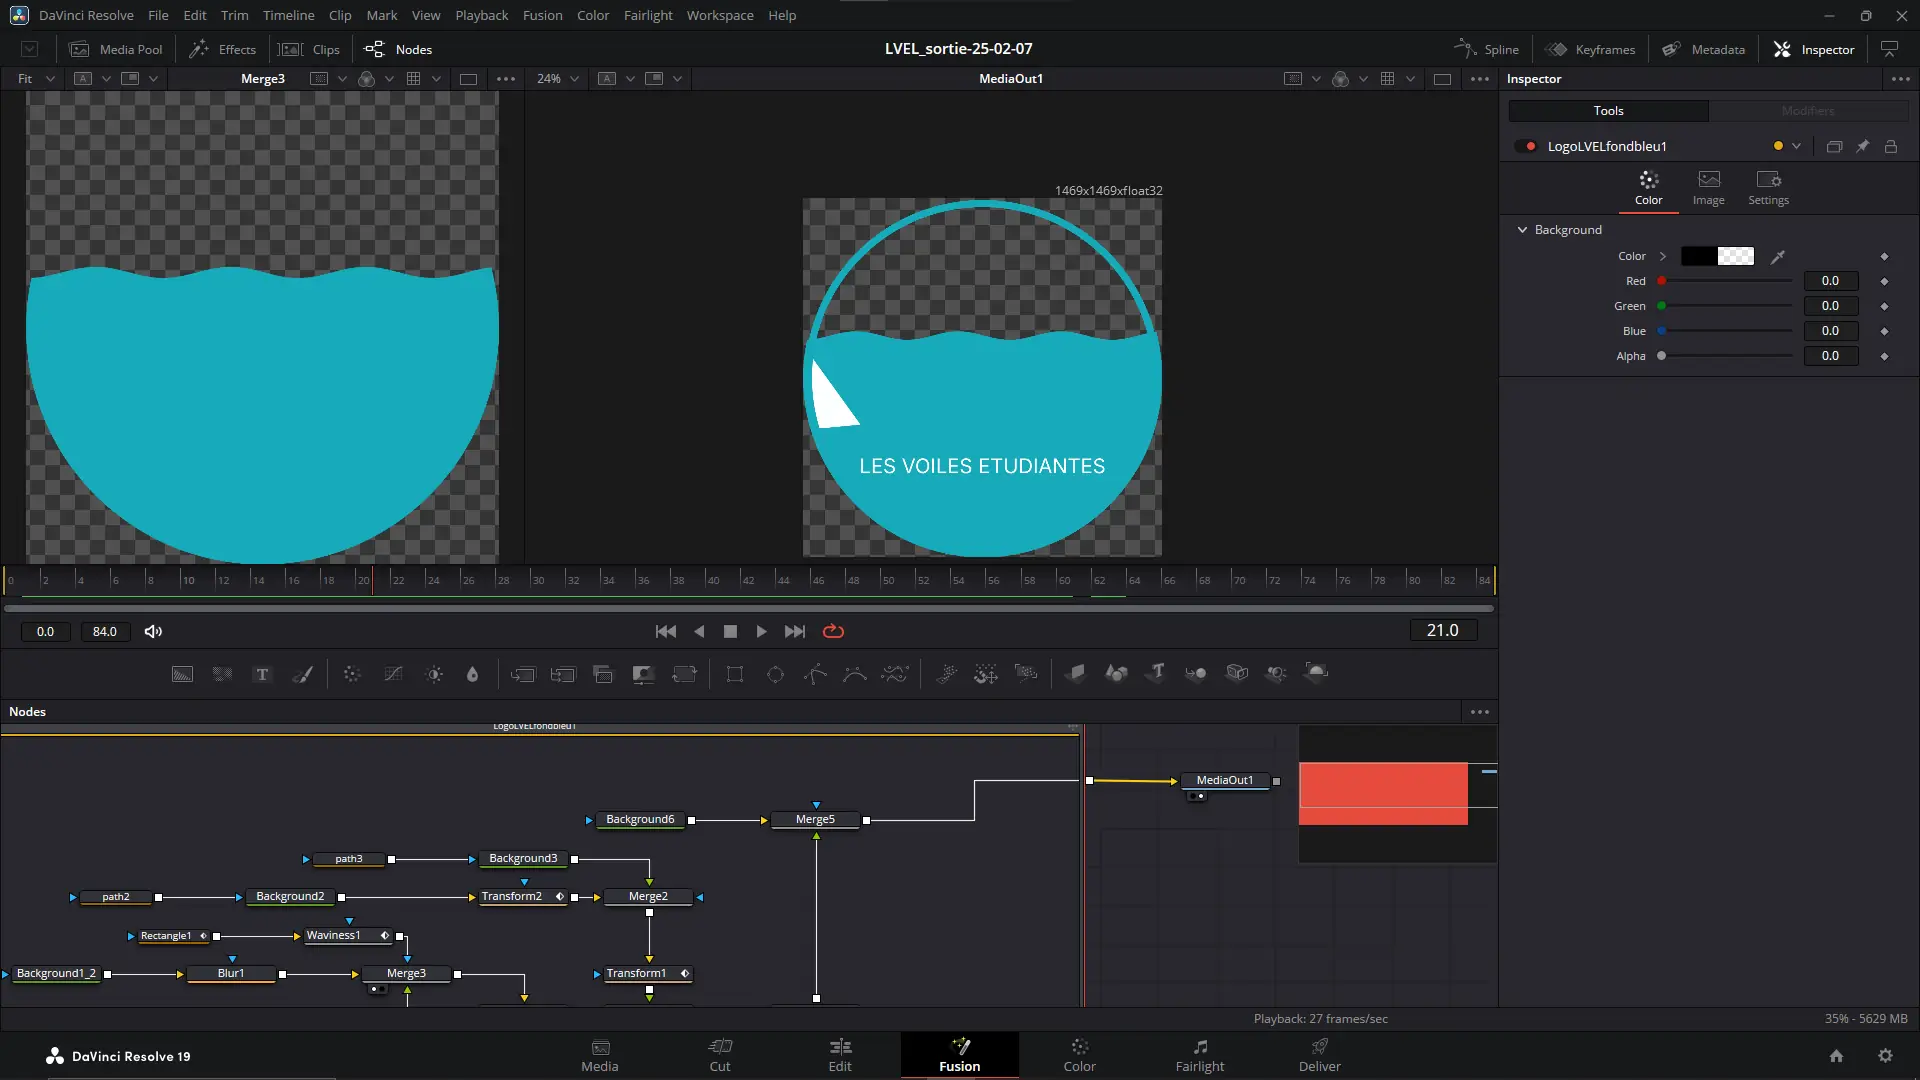 DaVinci Resolve File Edit Trim Timeline Clip Mark View Playback Fusion Color Fairlight Workspace Help
Media Pool Effects Clips Nodes LVEL_sortie-25-02-07 Spline Keyframes Metadata Inspector
Fit Merge3 24% MediaOut1 Inspector
Tools Modifiers
LogoLVELfondbleu1
1469x1469xfloat32
Color Image Settings
Background
Color
Red 0.0
Green 0.0
Blue 0.0
Alpha 0.0
LES VOILES ETUDIANTES
0 2 4 6 8 10 12 14 16 18 20 22 24 26 28 30 32 34 36 38 40 42 44 46 48 50 52 54 56 58 60 62 64 66 68 70 72 74 76 78 80 82 84
0.0 84.0 21.0
Nodes
LogoLVELfondbleu1
MediaOut1
Background6 Merge5
path3 Background3
path2 Background2 Transform2 Merge2
Rectangle1 Waviness1
Background1_2 Blur1 Merge3 Transform1
Playback: 27 frames/sec 35% - 5629 MB
DaVinci Resolve 19 Media Cut Edit Fusion Color Fairlight Deliver